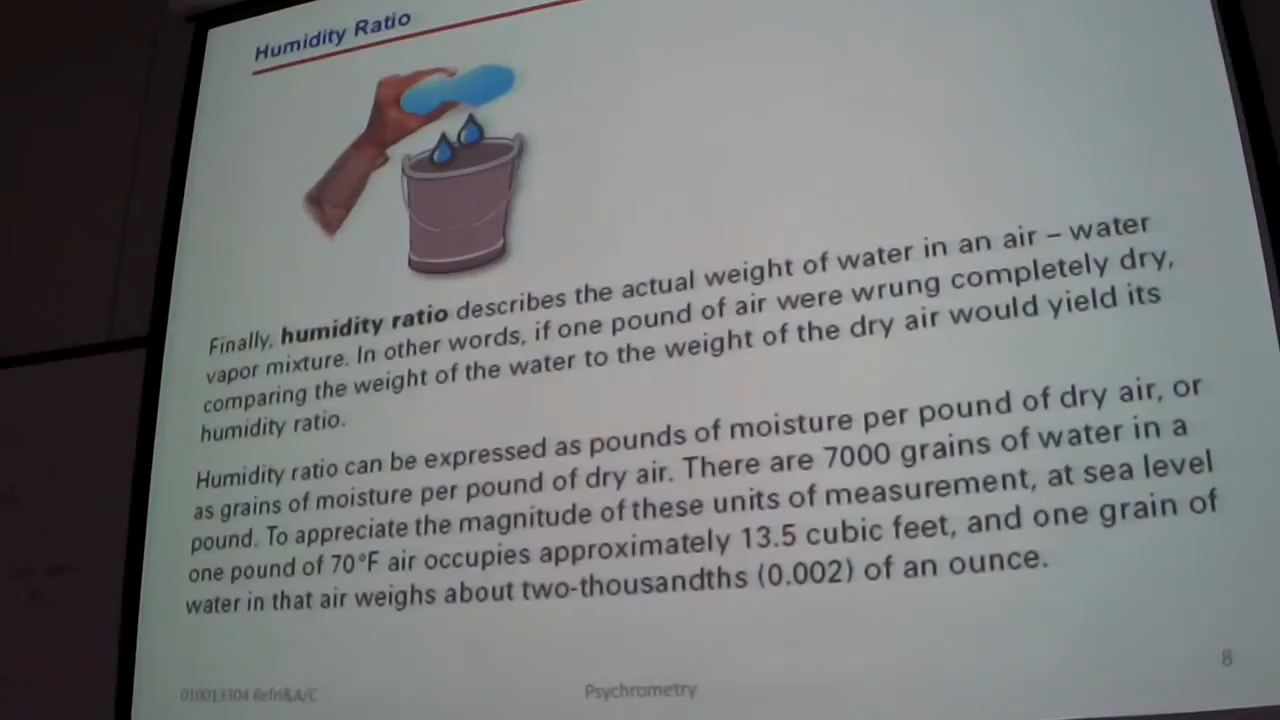 Humidity Ratio
Finally, humidity ratio describes the actual weight of water in an air – water
vapor mixture. In other words, if one pound of air were wrung completely dry,
comparing the weight of the water to the weight of the dry air would yield its
humidity ratio.
Humidity ratio can be expressed as pounds of moisture per pound of dry air, or
as grains of moisture per pound of dry air. There are 7000 grains of water in a
pound. To appreciate the magnitude of these units of measurement, at sea level
one pound of 70°F air occupies approximately 13.5 cubic feet, and one grain of
water in that air weighs about two-thousandths (0.002) of an ounce.
010013304 Refri&A/C
Psychrometry
8